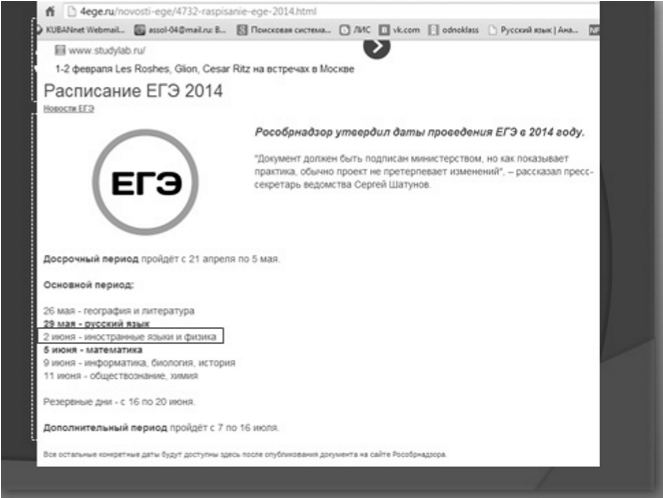 4ege.ru/novosti-ege/4732-raspisanie-ege-2014.html
KUBANnet Webmail... assol-04@mail.ru: В... Поисковая система... ЛИС vk.com odnoklass Русский язык | Ана...
www.studylab.ru/
1-2 февраля Les Roshes, Glion, Cesar Ritz на встречах в Москве
Расписание ЕГЭ 2014
Новости ЕГЭ
ЕГЭ
Рособрнадзор утвердил даты проведения ЕГЭ в 2014 году.
"Документ должен быть подписан министерством, но как показывает
практика, обычно проект не претерпевает изменений", – рассказал пресс-
секретарь ведомства Сергей Шатунов.
Досрочный период пройдёт с 21 апреля по 5 мая.
Основной период:
26 мая - география и литература
29 мая - русский язык
2 июня - иностранные языки и физика
5 июня - математика
9 июня - информатика, биология, история
11 июня - обществознание, химия
Резервные дни - с 16 по 20 июня.
Дополнительный период пройдёт с 7 по 16 июля.
Все остальные конкретные даты будут доступны здесь после опубликования документа на сайте Рособрнадзора.